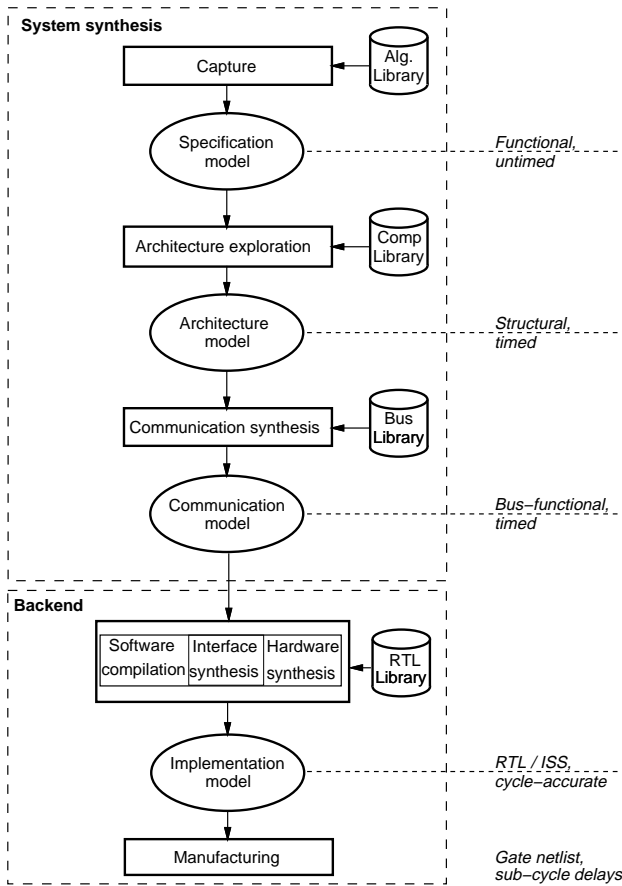 System synthesis
Capture
Alg.
Library
Specification
model
Functional,
untimed
Architecture exploration
Comp
Library
Architecture
model
Structural,
timed
Communication synthesis
Bus
Library
Communication
model
Bus–functional,
timed
Backend
Software
compilation
Interface
synthesis
Hardware
synthesis
RTL
Library
Implementation
model
RTL / ISS,
cycle–accurate
Manufacturing
Gate netlist,
sub–cycle delays